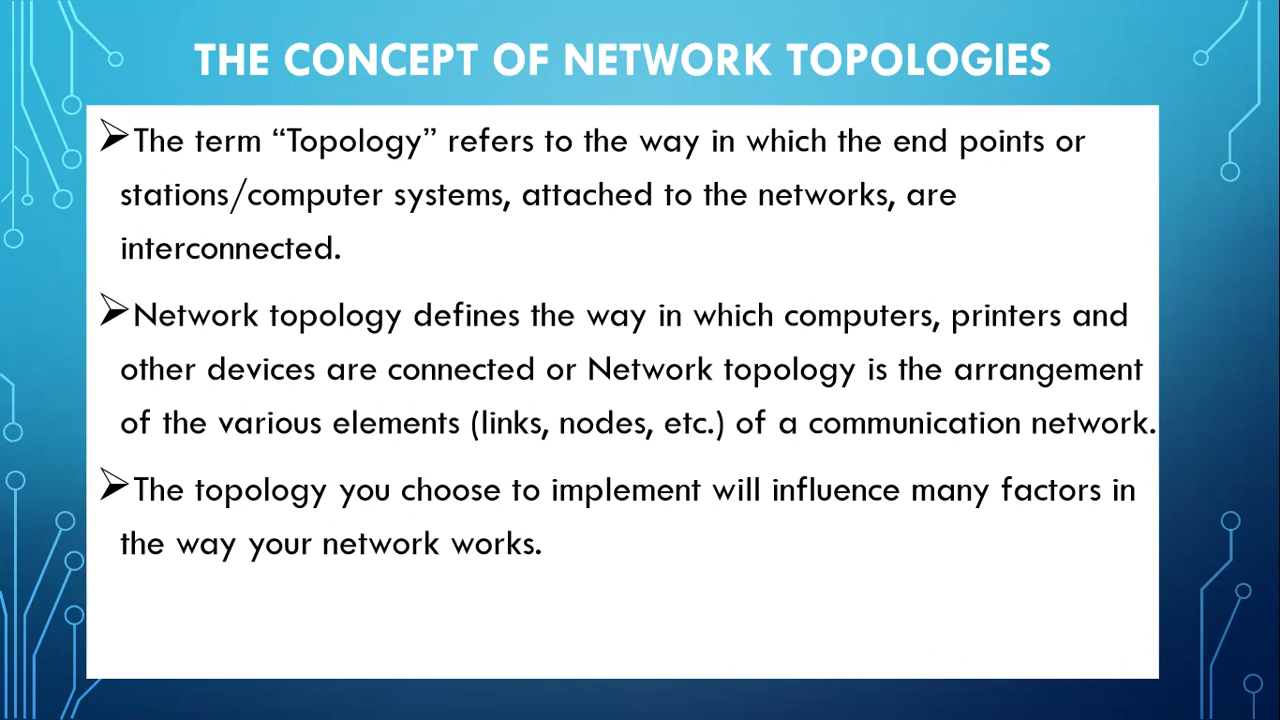 THE CONCEPT OF NETWORK TOPOLOGIES
➢The term “Topology” refers to the way in which the end points or
stations/computer systems, attached to the networks, are
interconnected.
➢Network topology defines the way in which computers, printers and
other devices are connected or Network topology is the arrangement
of the various elements (links, nodes, etc.) of a communication network.
➢The topology you choose to implement will influence many factors in
the way your network works.